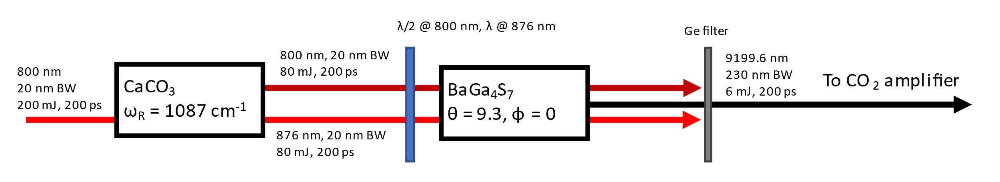 800 nm
20 nm BW
200 mJ, 200 ps
CaCO₃
ωR = 1087 cm⁻¹
800 nm, 20 nm BW
80 mJ, 200 ps
876 nm, 20 nm BW
80 mJ, 200 ps
λ/2 @ 800 nm, λ @ 876 nm
BaGa₄S₇
θ = 9.3, ϕ = 0
Ge filter
9199.6 nm
230 nm BW
6 mJ, 200 ps
To CO₂ amplifier